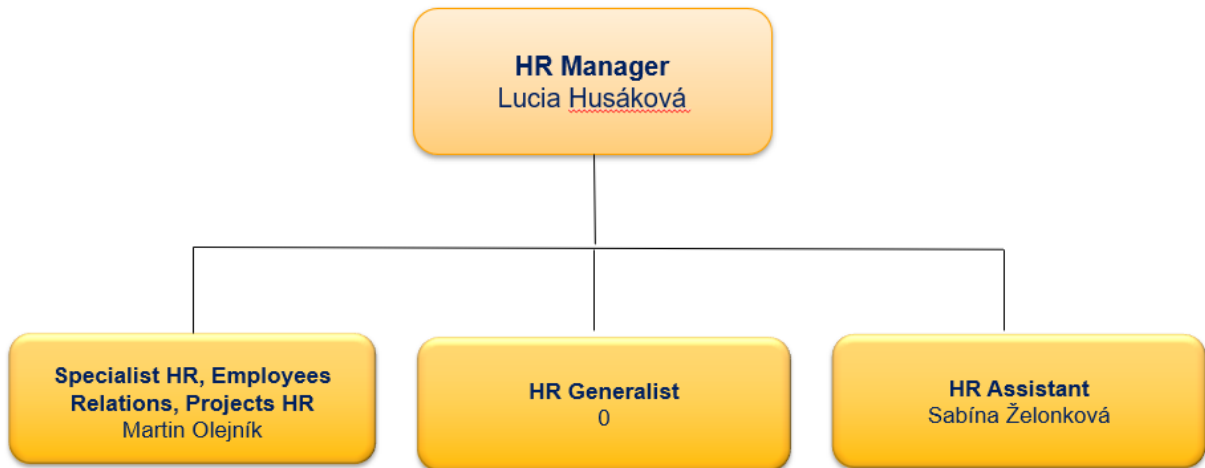 HR Manager
Lucia Husáková
Specialist HR, Employees
Relations, Projects HR
Martin Olejník
HR Generalist
0
HR Assistant
Sabína Želonková